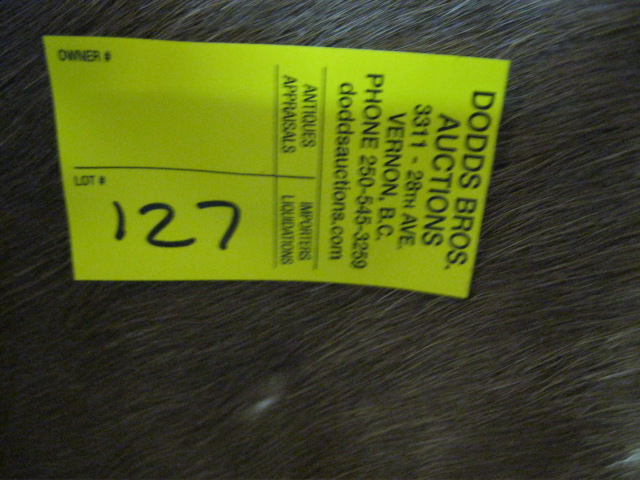 DODDS BROS.
AUCTIONS
3311 - 28TH AVE.
VERNON, B.C.
PHONE 250-545-3259
doddsauctions.com
ANTIQUES
APPRAISALS
IMPORTERS
LIQUIDATIONS
OWNER #
LOT #
127